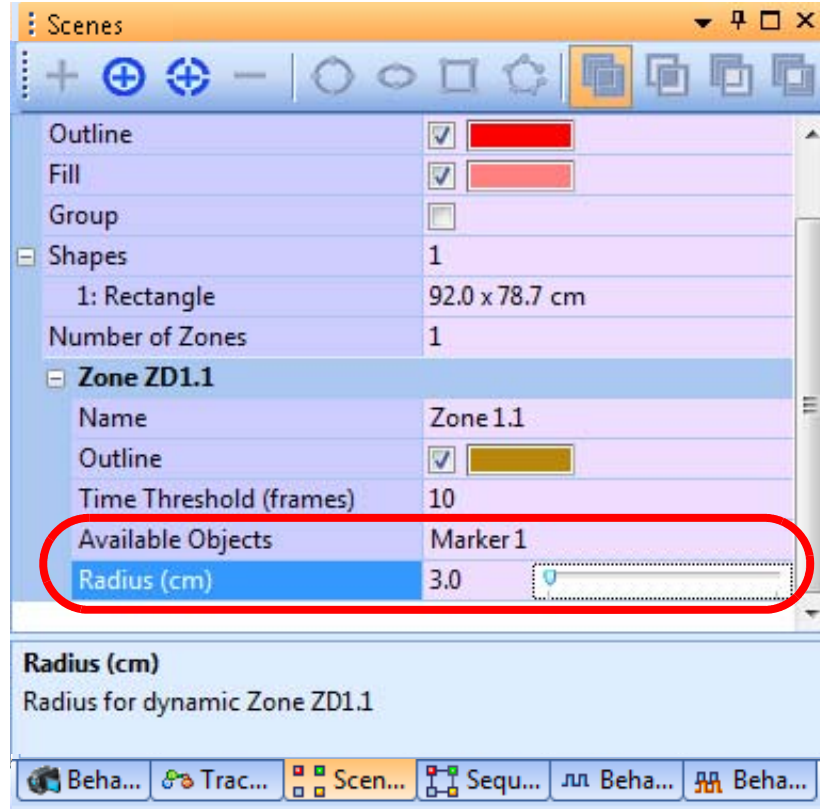 Scenes
Outline
Fill
Group
Shapes 1
1: Rectangle 92.0 x 78.7 cm
Number of Zones 1
Zone ZD1.1
Name Zone 1.1
Outline
Time Threshold (frames) 10
Available Objects Marker 1
Radius (cm) 3.0
Radius (cm)
Radius for dynamic Zone ZD1.1
Beha... Trac... Scen... Sequ... Beha... Beha...